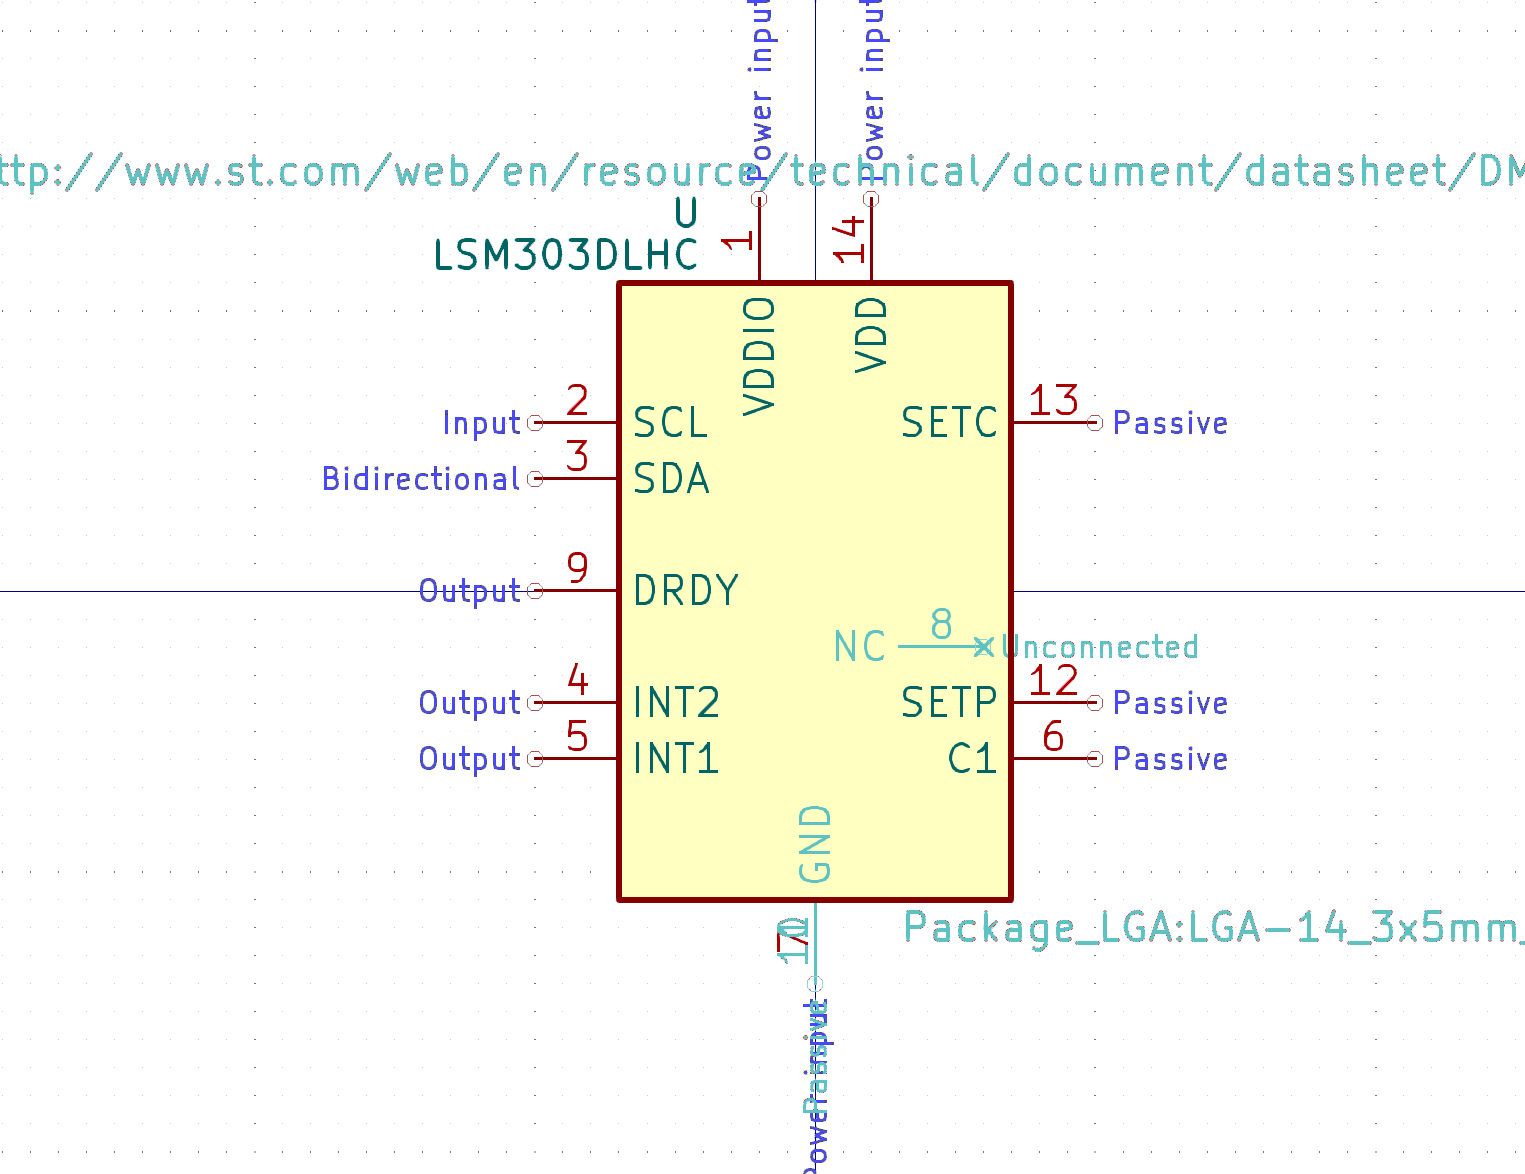 Power input
Power input
ttp://www.st.com/web/en/resource/technical/document/datasheet/DM
U
LSM303DLHC
1
14
VDDIO
VDD
Input 2 SCL
SETC 13 Passive
Bidirectional 3 SDA
Output 9 DRDY
NC 8 Unconnected
Output 4 INT2
SETP 12 Passive
Output 5 INT1
C1 6 Passive
GND
Package_LGA:LGA-14_3x5mm_
7
Passive
Power input